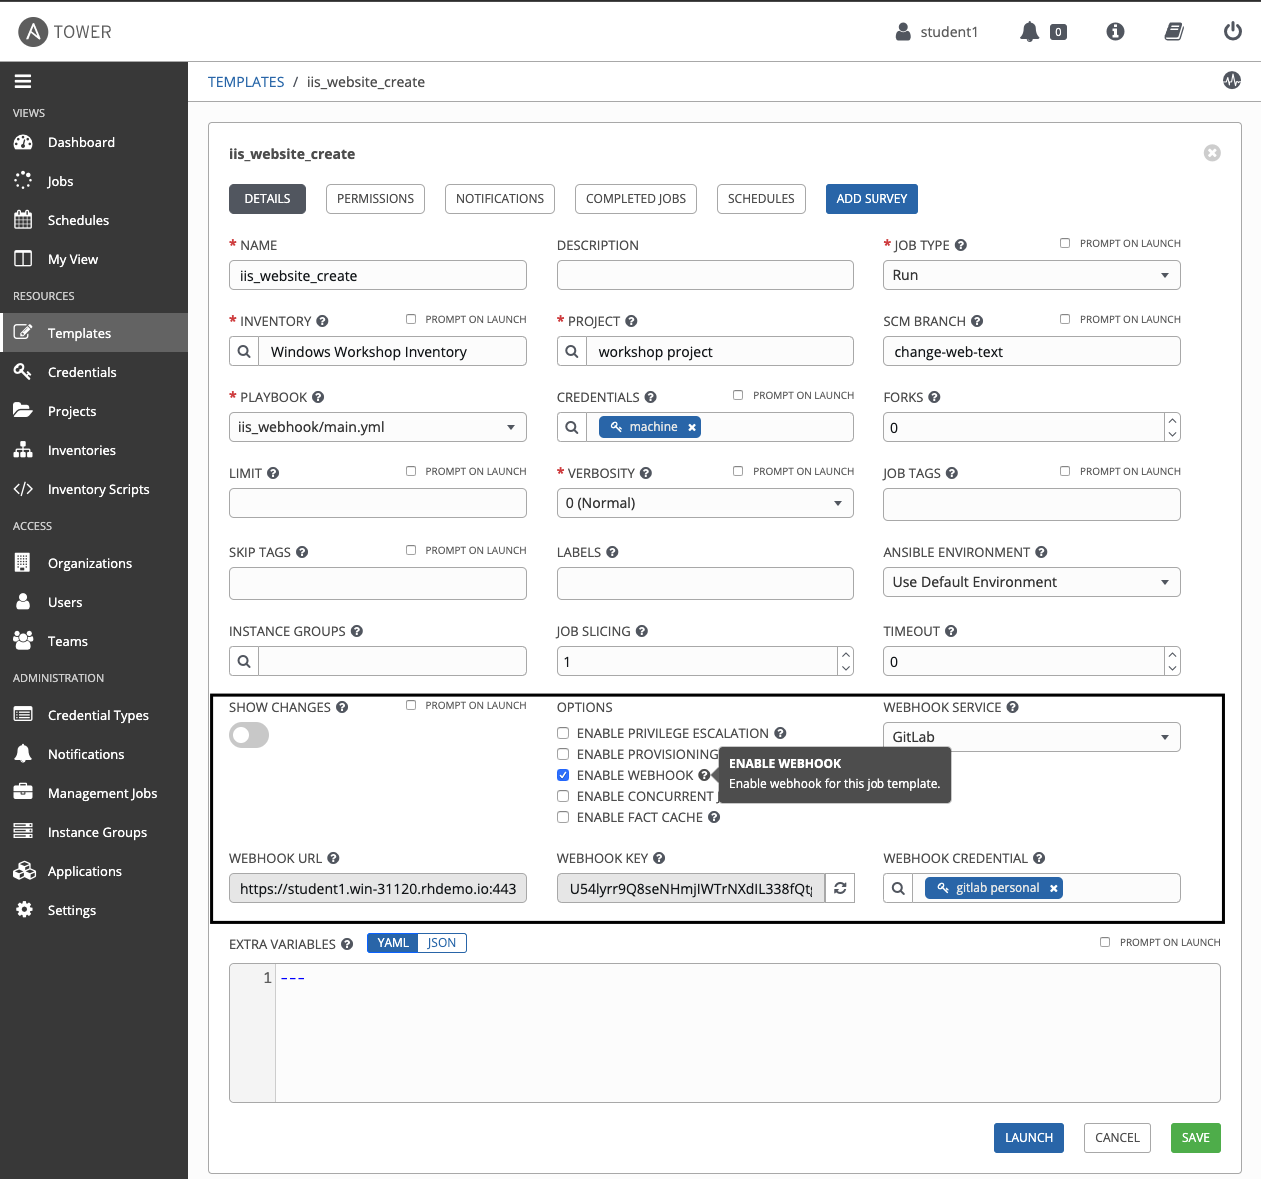 TOWER
student1
0
TEMPLATES / iis_website_create
VIEWS
Dashboard
Jobs
Schedules
My View
RESOURCES
Templates
Credentials
Projects
Inventories
Inventory Scripts
ACCESS
Organizations
Users
Teams
ADMINISTRATION
Credential Types
Notifications
Management Jobs
Instance Groups
Applications
Settings
iis_website_create
DETAILS PERMISSIONS NOTIFICATIONS COMPLETED JOBS SCHEDULES ADD SURVEY
* NAME
iis_website_create
DESCRIPTION
* JOB TYPE PROMPT ON LAUNCH
Run
* INVENTORY PROMPT ON LAUNCH
Windows Workshop Inventory
* PROJECT
workshop project
SCM BRANCH PROMPT ON LAUNCH
change-web-text
* PLAYBOOK
iis_webhook/main.yml
CREDENTIALS PROMPT ON LAUNCH
machine
FORKS
0
LIMIT PROMPT ON LAUNCH
* VERBOSITY PROMPT ON LAUNCH
0 (Normal)
JOB TAGS PROMPT ON LAUNCH
SKIP TAGS PROMPT ON LAUNCH
LABELS
ANSIBLE ENVIRONMENT
Use Default Environment
INSTANCE GROUPS
JOB SLICING
1
TIMEOUT
0
SHOW CHANGES PROMPT ON LAUNCH
OPTIONS
ENABLE PRIVILEGE ESCALATION
ENABLE PROVISIONING
ENABLE WEBHOOK
ENABLE CONCURRENT
ENABLE FACT CACHE
ENABLE WEBHOOK
Enable webhook for this job template.
WEBHOOK SERVICE
GitLab
WEBHOOK URL
https://student1.win-31120.rhdemo.io:443
WEBHOOK KEY
WEBHOOK CREDENTIAL
gitlab personal
EXTRA VARIABLES YAML JSON PROMPT ON LAUNCH
1 ---
LAUNCH CANCEL SAVE